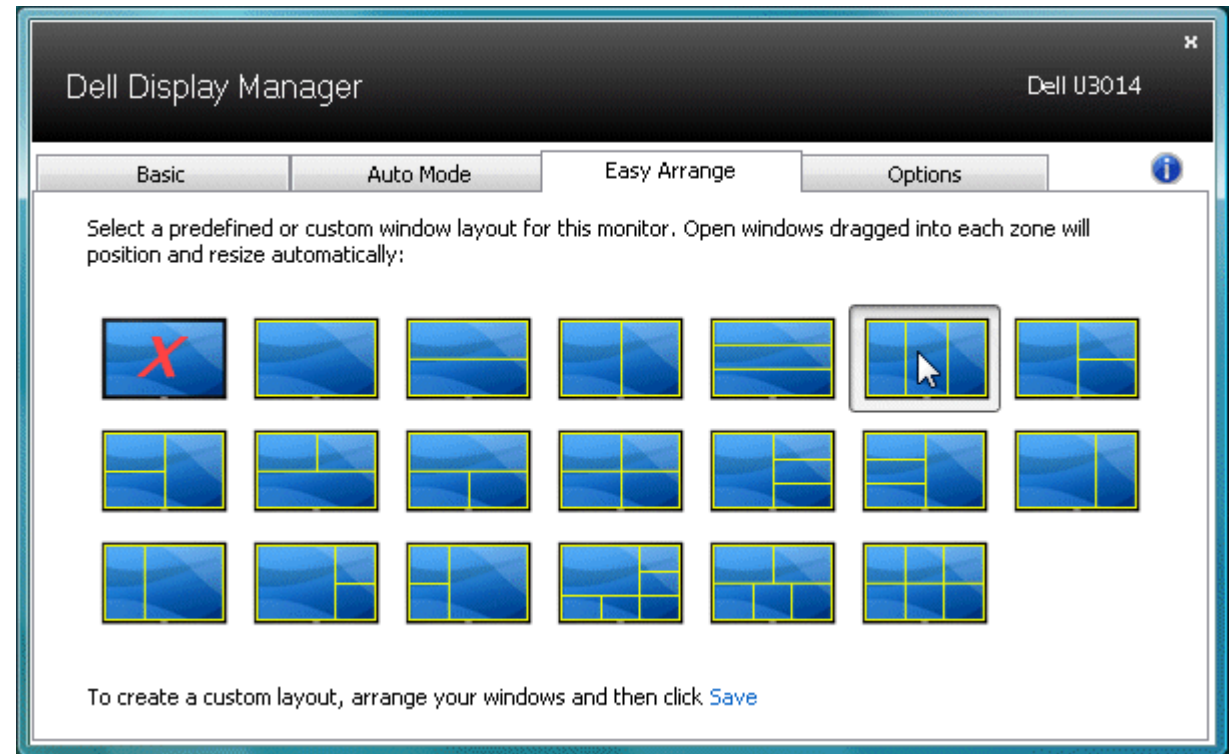 Dell Display Manager
Dell U3014
Basic
Auto Mode
Easy Arrange
Options
Select a predefined or custom window layout for this monitor. Open windows dragged into each zone will
position and resize automatically:
To create a custom layout, arrange your windows and then click Save